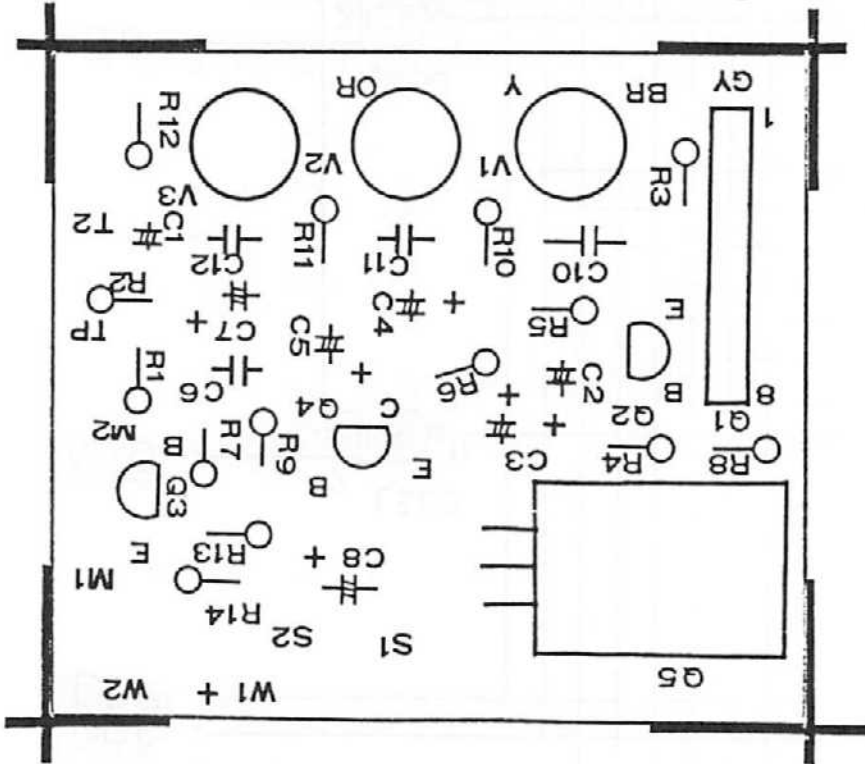 Q5
W1 + W2
S1
S2
R14
M1
C8 +
R13
E
Q3
B
E
R8
R4
C3
+
R9
R7
B
M2
Q1
Q2
C
Q4
8
B
C2
+
R6
+
C6
R1
C5
E
R5
+
C4
C7 +
TP
R2
C10
R10
C11
R11
C12
C1
T2
V3
R3
V1
V2
R12
1
GY
BR
Y
OR